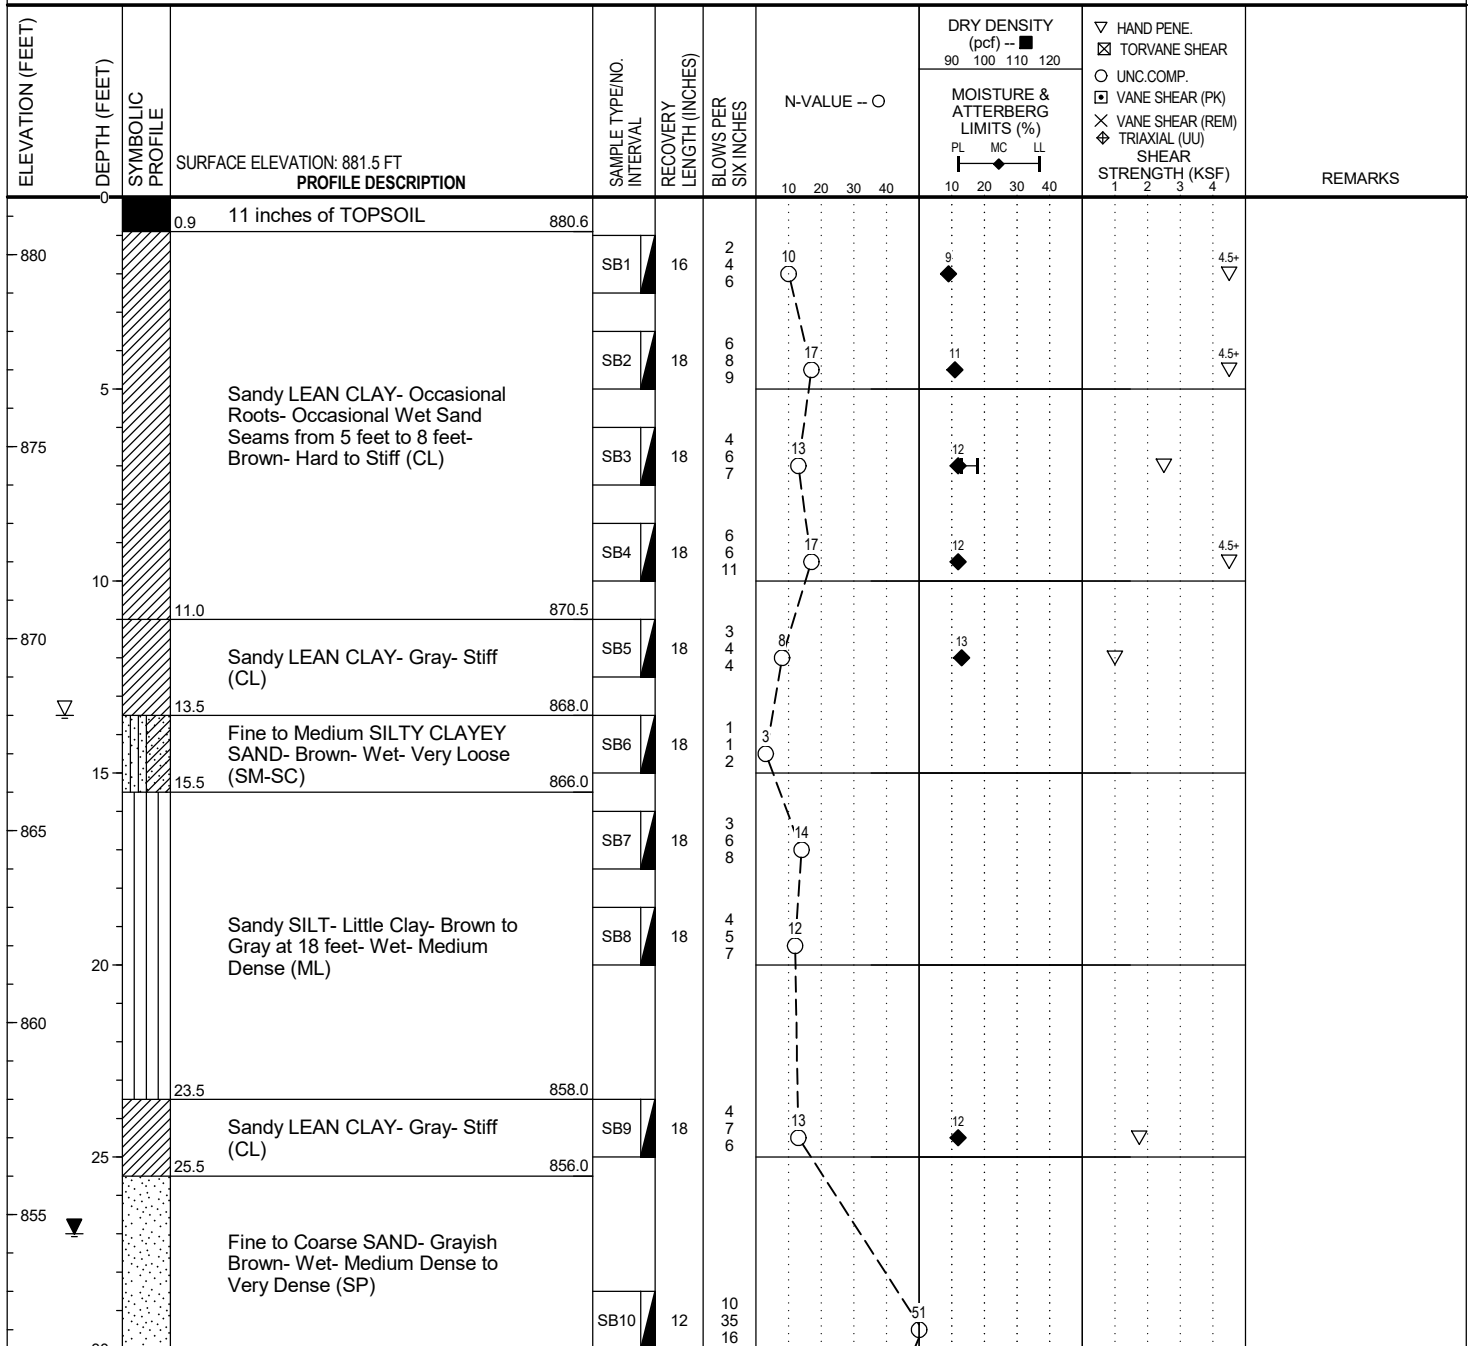 ELEVATION (FEET)
DEPTH (FEET)
SYMBOLIC
PROFILE
SURFACE ELEVATION: 881.5 FT
PROFILE DESCRIPTION
SAMPLE TYPE/NO.
INTERVAL
RECOVERY
LENGTH (INCHES)
BLOWS PER
SIX INCHES
N-VALUE -- O
10 20 30 40
DRY DENSITY
(pcf) -- ■
90 100 110 120
MOISTURE &
ATTERBERG
LIMITS (%)
PL MC LL
10 20 30 40
▽ HAND PENE.
⊠ TORVANE SHEAR
○ UNC.COMP.
⊡ VANE SHEAR (PK)
× VANE SHEAR (REM)
TRIAXIAL (UU)
SHEAR
STRENGTH (KSF)
1 2 3 4
REMARKS
0
0.9 11 inches of TOPSOIL 880.6
880
SB1 16
2
4
6
10
9
4.5+
SB2 18
6
8
9
17
11
4.5+
5
Sandy LEAN CLAY- Occasional
Roots- Occasional Wet Sand
Seams from 5 feet to 8 feet-
Brown- Hard to Stiff (CL)
875
SB3 18
4
6
7
13
12
SB4 18
6
6
11
17
12
4.5+
10
11.0 870.5
870
Sandy LEAN CLAY- Gray- Stiff
(CL)
SB5 18
3
4
4
8
13
13.5 868.0
Fine to Medium SILTY CLAYEY
SAND- Brown- Wet- Very Loose
(SM-SC)
SB6 18
1
1
2
3
15
15.5 866.0
865
SB7 18
3
6
8
14
Sandy SILT- Little Clay- Brown to
Gray at 18 feet- Wet- Medium
Dense (ML)
SB8 18
4
5
7
12
20
860
23.5 858.0
Sandy LEAN CLAY- Gray- Stiff
(CL)
SB9 18
4
7
6
13
12
25
25.5 856.0
855
Fine to Coarse SAND- Grayish
Brown- Wet- Medium Dense to
Very Dense (SP)
SB10 12
10
35
16
51